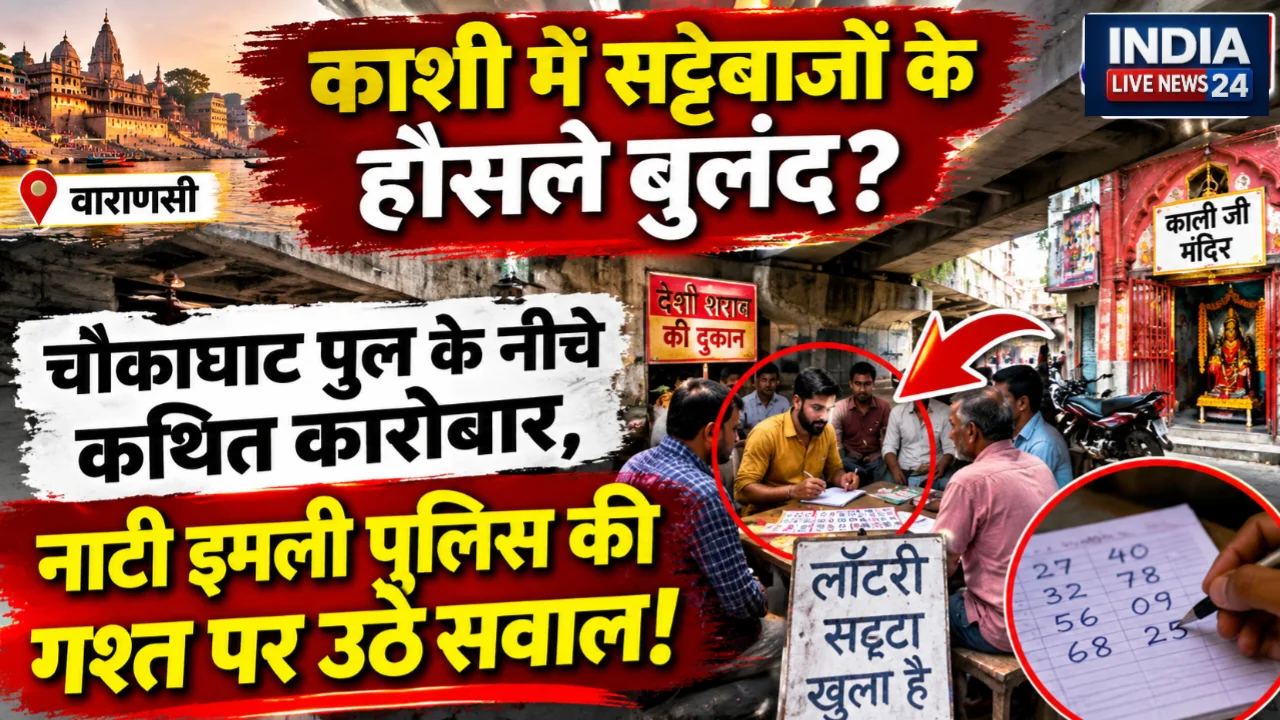 काशी में सट्टेबाजों के
हौसले बुलंद?
INDIA
LIVE NEWS 24
वाराणसी
काली जी
मंदिर
देशी शराब
की दुकान
चौकाघाट पुल के नीचे
कथित कारोबार,
नाटी इमली पुलिस की
गश्त पर उठे सवाल!
लॉटरी
सट्टा
खुला है
27 40
32 78
56 09
68 25